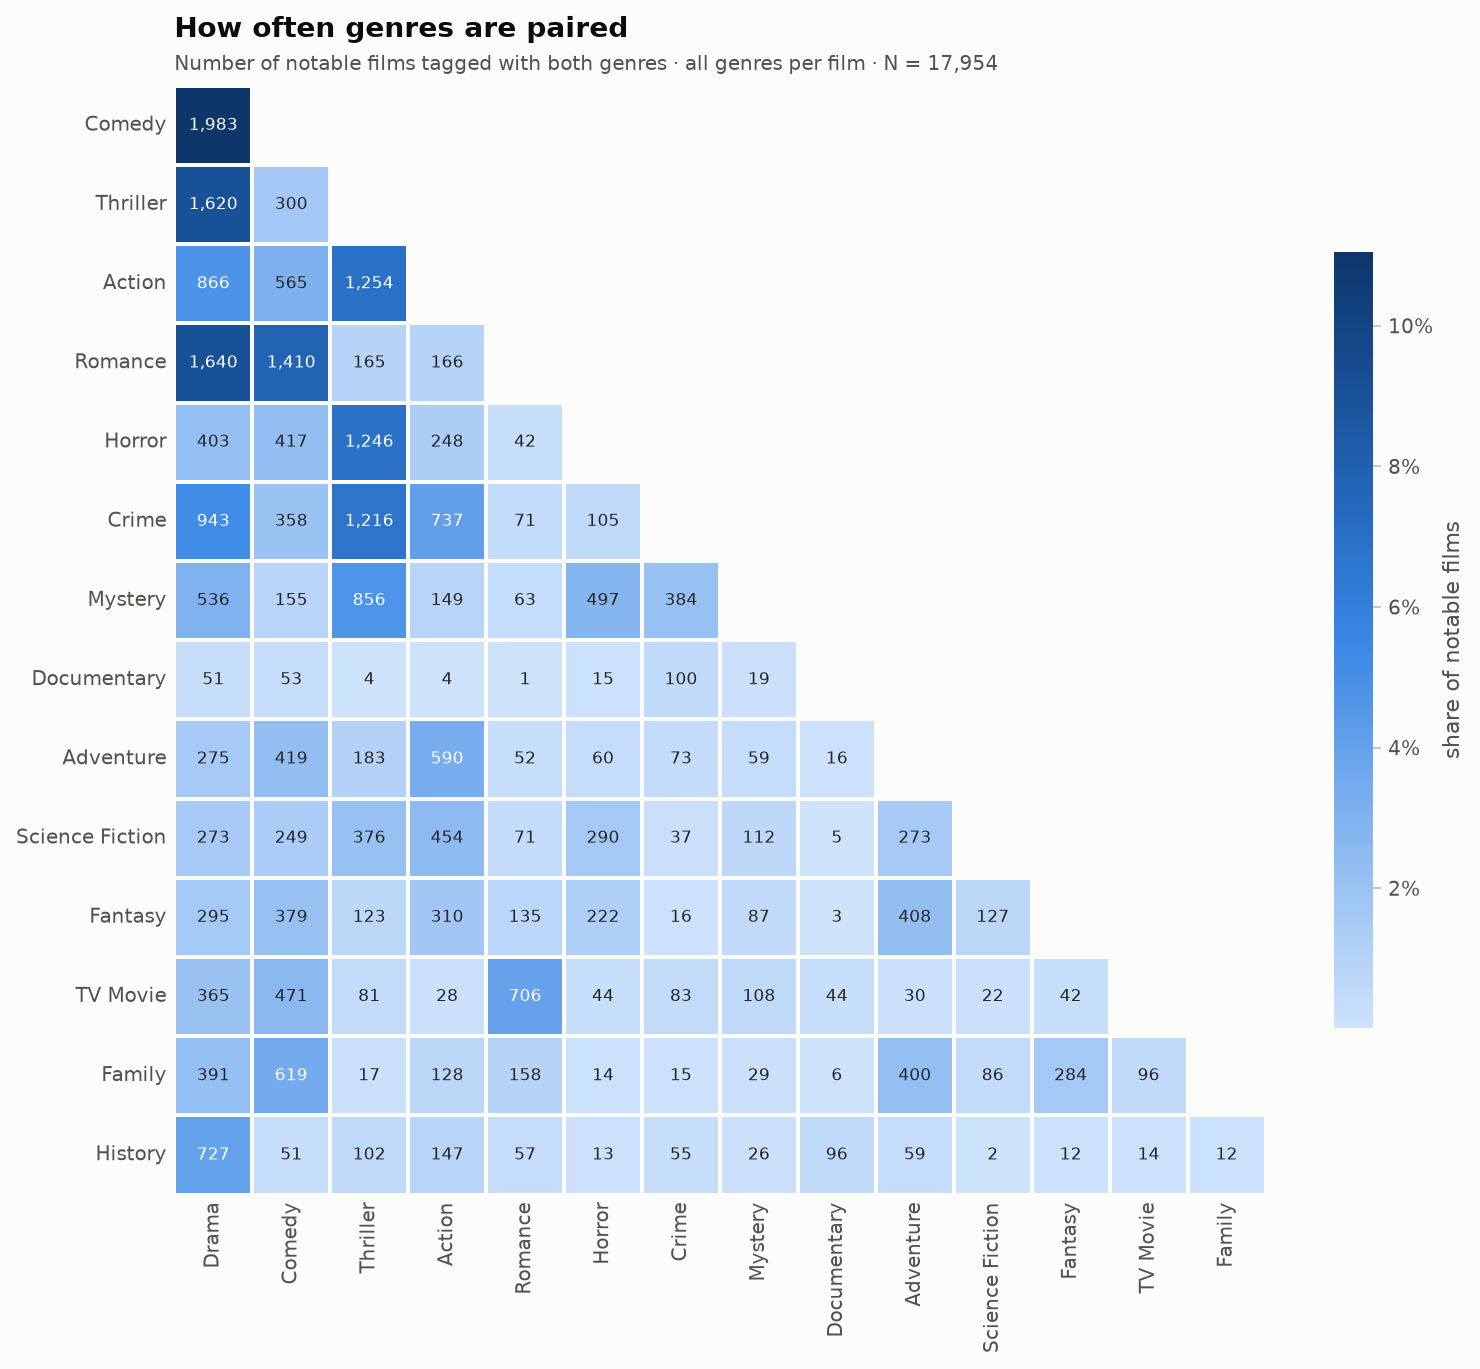 How often genres are paired
Number of notable films tagged with both genres · all genres per film · N = 17,954
Comedy 1,983
Thriller 1,620 300
Action 866 565 1,254
Romance 1,640 1,410 165 166
Horror 403 417 1,246 248 42
Crime 943 358 1,216 737 71 105
Mystery 536 155 856 149 63 497 384
Documentary 51 53 4 4 1 15 100 19
Adventure 275 419 183 590 52 60 73 59 16
Science Fiction 273 249 376 454 71 290 37 112 5 273
Fantasy 295 379 123 310 135 222 16 87 3 408 127
TV Movie 365 471 81 28 706 44 83 108 44 30 22 42
Family 391 619 17 128 158 14 15 29 6 400 86 284 96
History 727 51 102 147 57 13 55 26 96 59 2 12 14 12
Drama Comedy Thriller Action Romance Horror Crime Mystery Documentary Adventure Science Fiction Fantasy TV Movie Family
10%
8%
6%
4%
2%
share of notable films